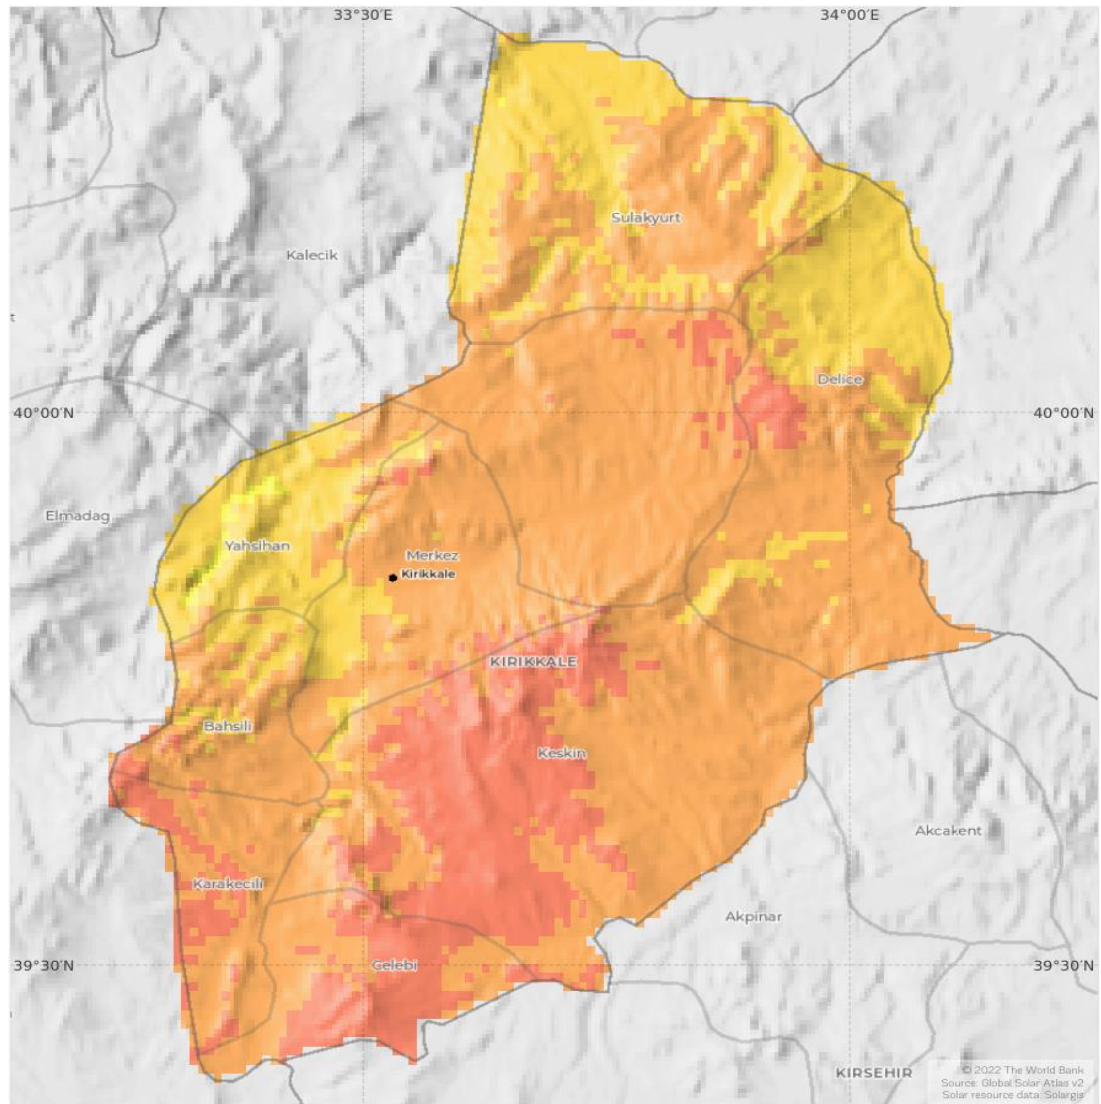 33°30′E
34°00′E
Sulakyurt
Kalecik
Delice
40°00′N
40°00′N
Elmadag
Yahsihan
Merkez
Kirikkale
KIRIKKALE
Bahsili
Keskin
Akcakent
Karakecili
Akpinar
39°30′N
Celebi
39°30′N
KIRSEHIR
© 2022 The World Bank
Source: Global Solar Atlas v2
Solar resource data: Solargis